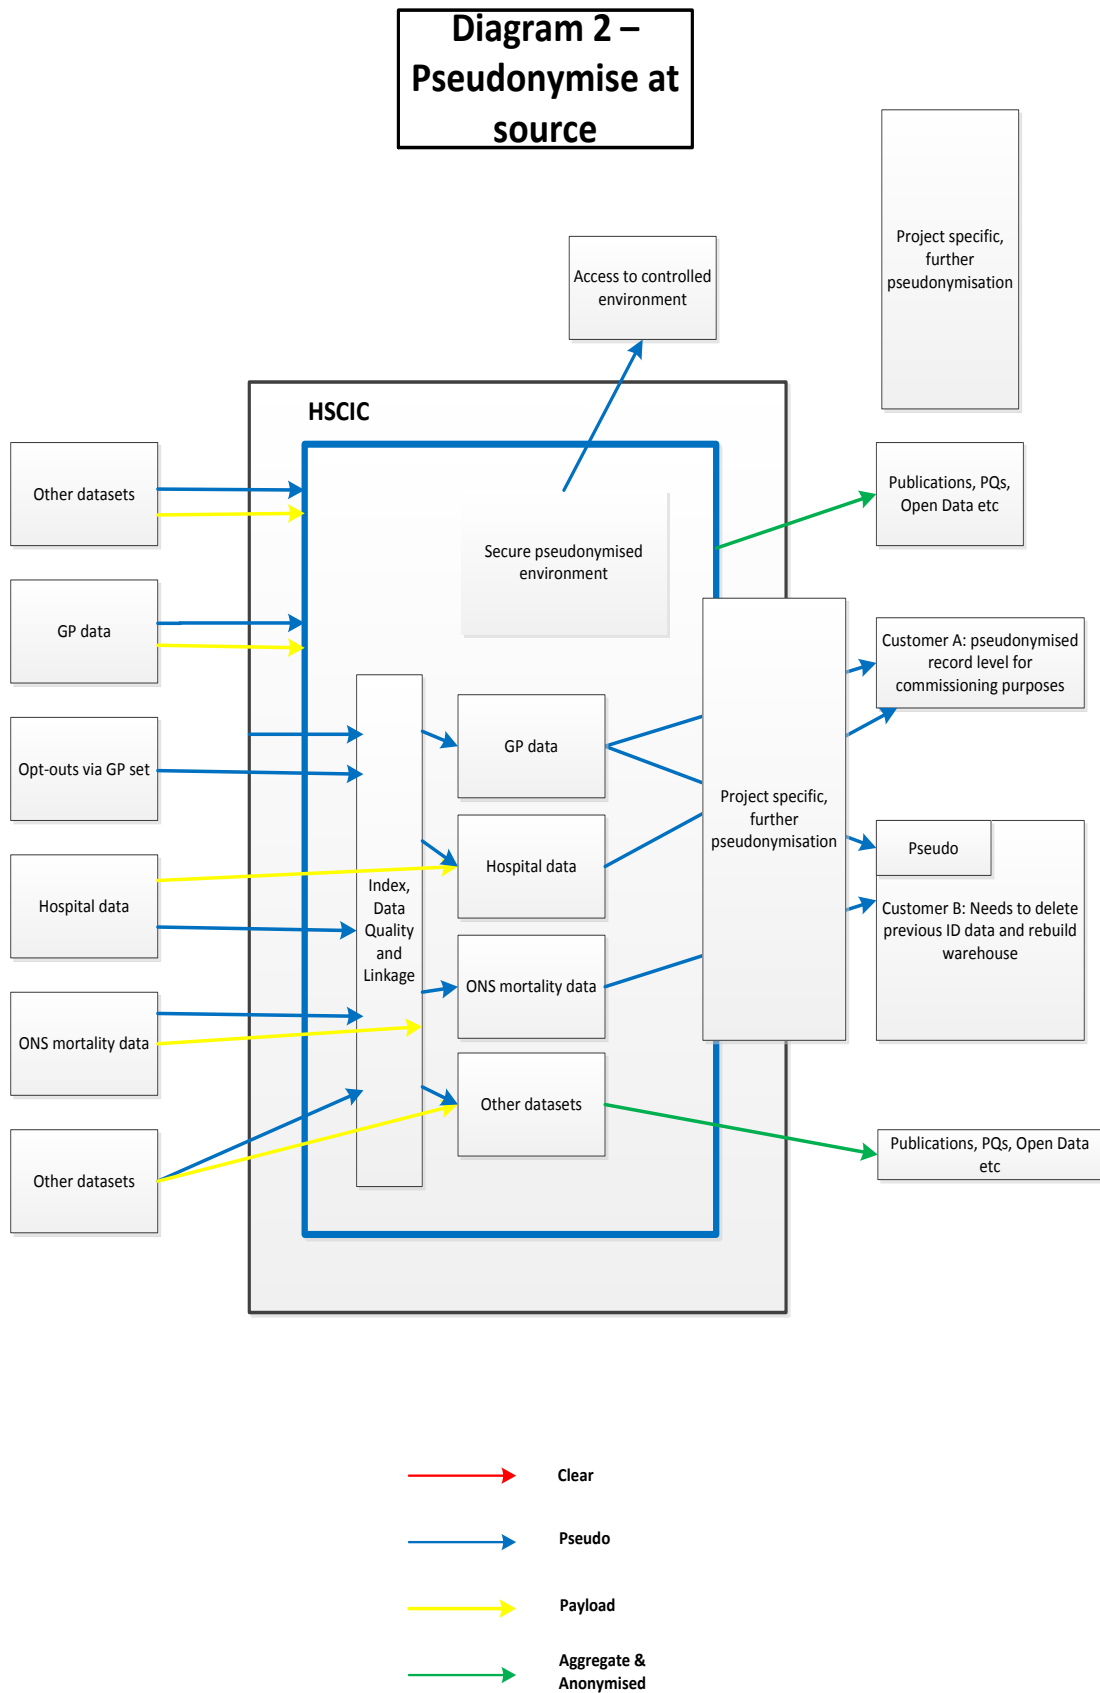 Diagram 2 –
Pseudonymise at
source
Project specific,
further
pseudonymisation
Access to controlled
environment
HSCIC
Other datasets
Publications, PQs,
Open Data etc
Secure pseudonymised
environment
GP data
Customer A: pseudonymised
record level for
commissioning purposes
Opt-outs via GP set
GP data
Project specific,
further
pseudonymisation
Pseudo
Hospital data
Hospital data
Index,
Data
Quality
and
Linkage
Customer B: Needs to delete
previous ID data and rebuild
warehouse
ONS mortality data
ONS mortality data
Other datasets
Other datasets
Publications, PQs, Open Data
etc
Clear
Pseudo
Payload
Aggregate &
Anonymised